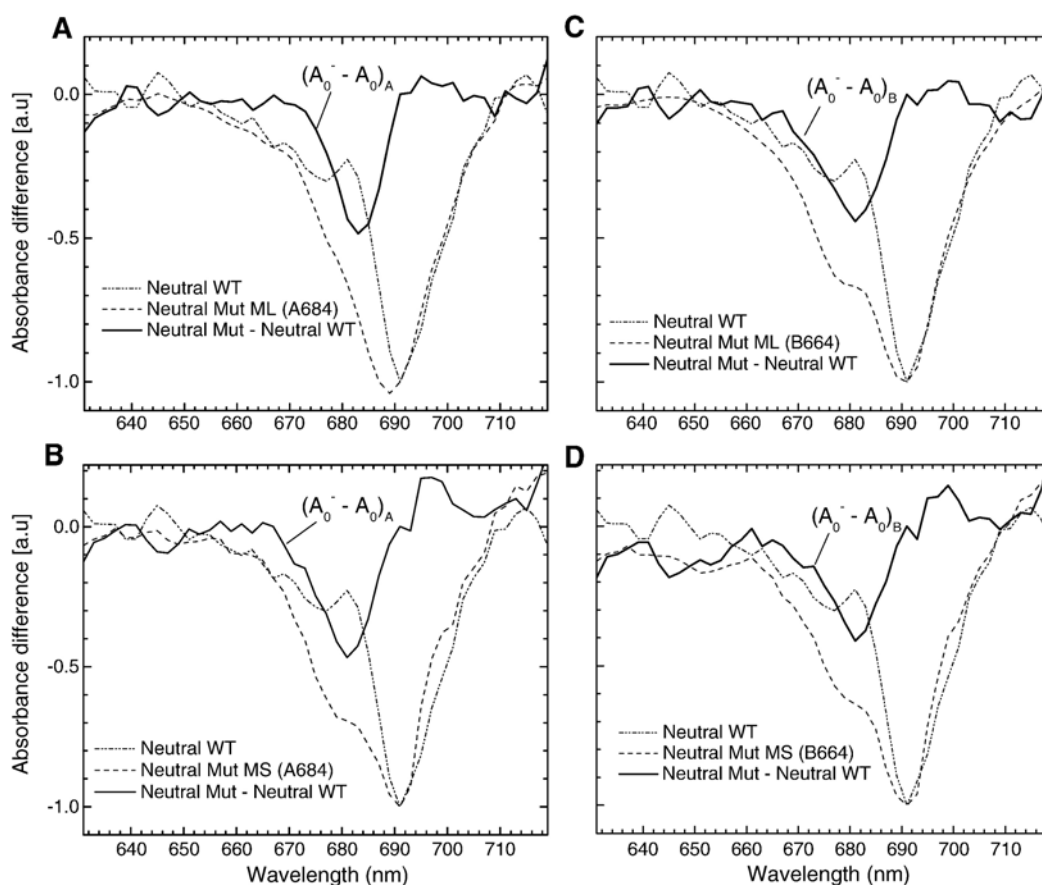 A
0.0
-0.5
-1.0
Absorbance difference [a.u]
(A₀⁻ - A₀)A
Neutral WT
Neutral Mut ML (A684)
Neutral Mut - Neutral WT
640 650 660 670 680 690 700 710
C
(A₀⁻ - A₀)B
Neutral WT
Neutral Mut ML (B664)
Neutral Mut - Neutral WT
640 650 660 670 680 690 700 710
B
0.0
-0.5
-1.0
Absorbance difference [a.u]
(A₀⁻ - A₀)A
Neutral WT
Neutral Mut MS (A684)
Neutral Mut - Neutral WT
640 650 660 670 680 690 700 710
Wavelength (nm)
D
(A₀⁻ - A₀)B
Neutral WT
Neutral Mut MS (B664)
Neutral Mut - Neutral WT
640 650 660 670 680 690 700 710
Wavelength (nm)